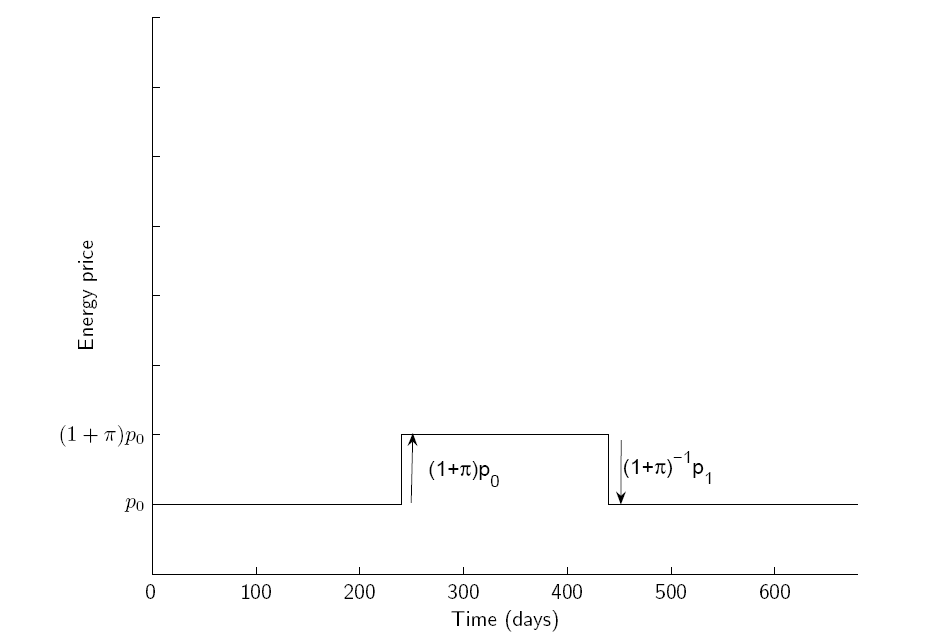 Energy price
(1 + π)p₀
(1+π)p₀
(1+π)⁻¹p₁
p₀
0 100 200 300 400 500 600
Time (days)